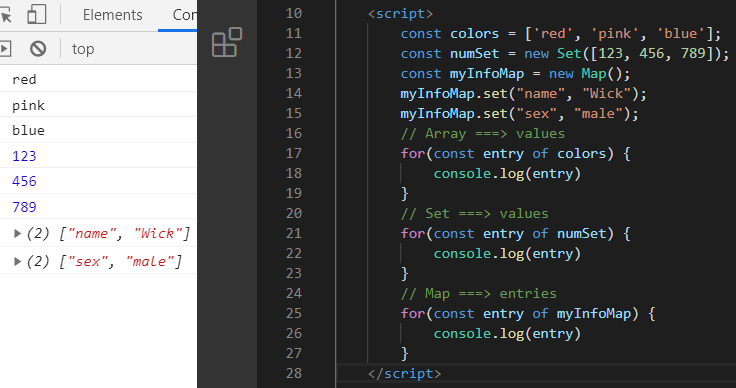 Elements Con
top
red
pink
blue
123
456
789
(2) ["name", "Wick"]
(2) ["sex", "male"]
10 <script>
11 const colors = ['red', 'pink', 'blue'];
12 const numSet = new Set([123, 456, 789]);
13 const myInfoMap = new Map();
14 myInfoMap.set("name", "Wick");
15 myInfoMap.set("sex", "male");
16 // Array ===> values
17 for(const entry of colors) {
18 console.log(entry)
19 }
20 // Set ===> values
21 for(const entry of numSet) {
22 console.log(entry)
23 }
24 // Map ===> entries
25 for(const entry of myInfoMap) {
26 console.log(entry)
27 }
28 </script>